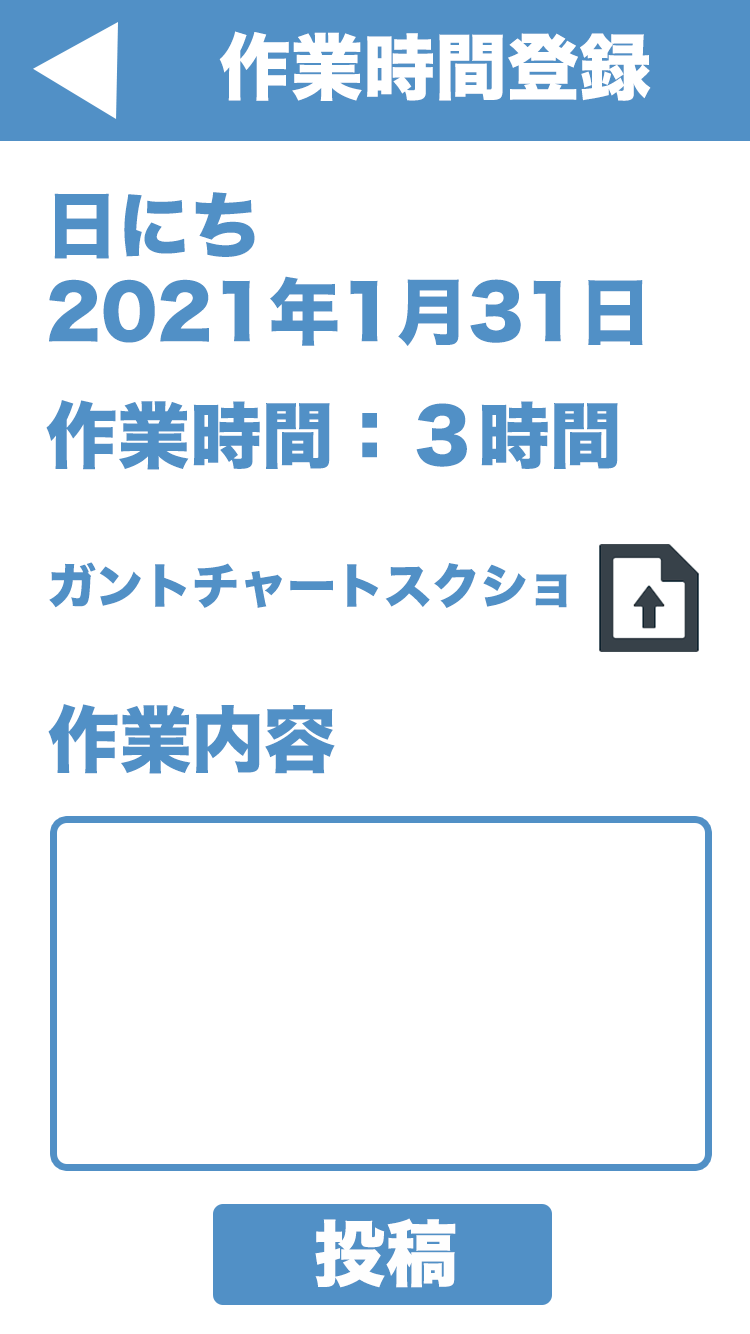 作業時間登録
日にち
2021年1月31日
作業時間：３時間
ガントチャートスクショ
作業内容
投稿